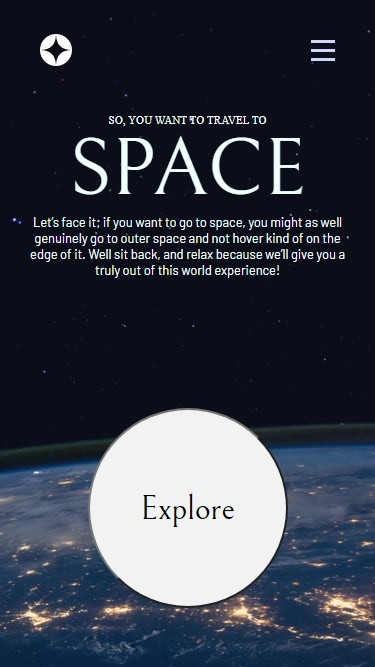 SO, YOU WANT TO TRAVEL TO
SPACE
Let’s face it; if you want to go to space, you might as well
genuinely go to outer space and not hover kind of on the
edge of it. Well sit back, and relax because we’ll give you a
truly out of this world experience!
Explore